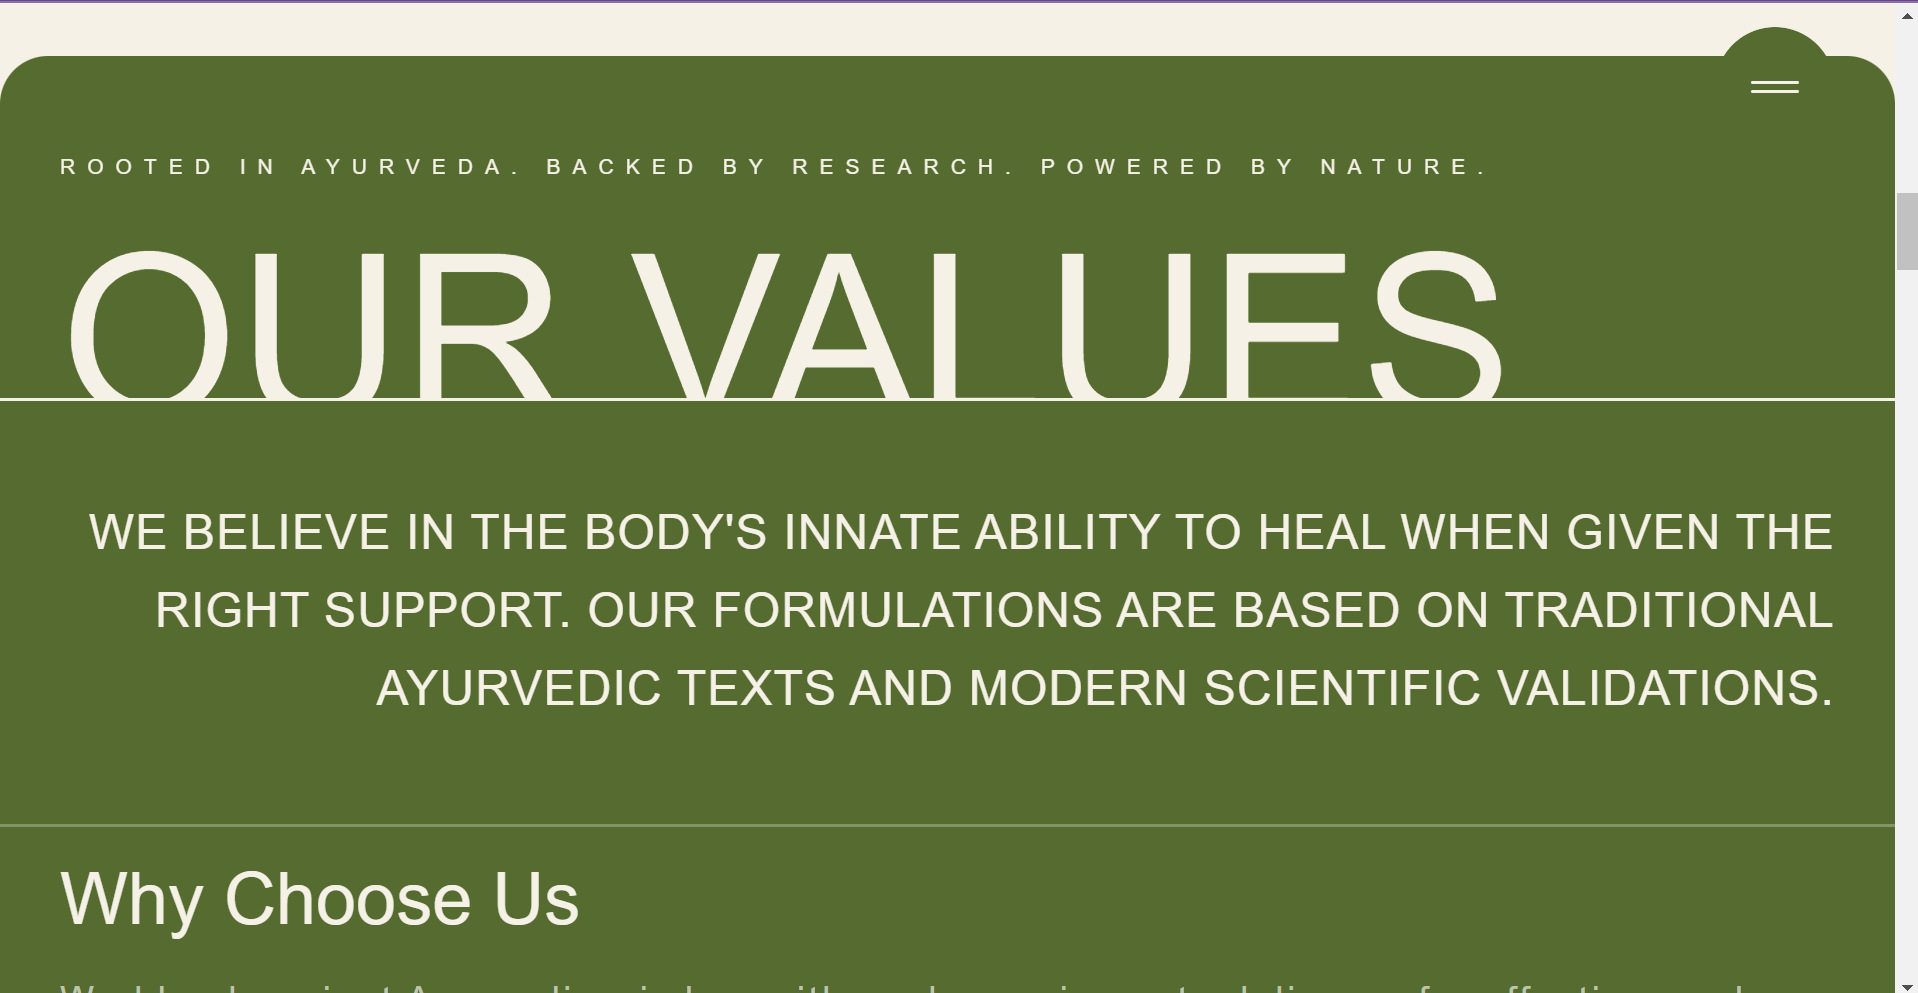 ROOTED IN AYURVEDA. BACKED BY RESEARCH. POWERED BY NATURE.
OUR VALUES
WE BELIEVE IN THE BODY'S INNATE ABILITY TO HEAL WHEN GIVEN THE
RIGHT SUPPORT. OUR FORMULATIONS ARE BASED ON TRADITIONAL
AYURVEDIC TEXTS AND MODERN SCIENTIFIC VALIDATIONS.
Why Choose Us